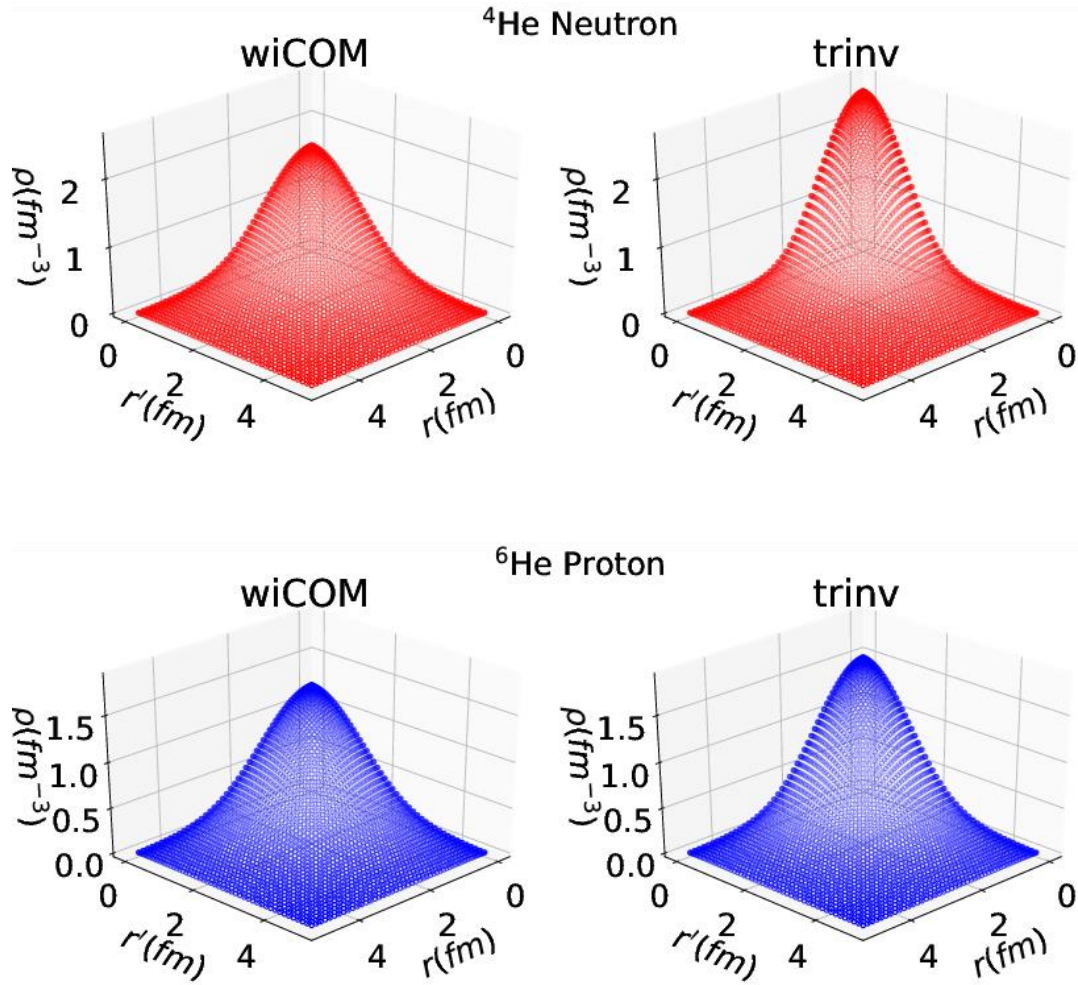 ⁴He Neutron
wiCOM
trinv
ρ(fm⁻³)
2
1
0
0
2
4
r'(fm)
4
2
0
r(fm)
ρ(fm⁻³)
2
1
0
0
2
4
r'(fm)
4
2
0
r(fm)
⁶He Proton
wiCOM
trinv
ρ(fm⁻³)
1.5
1.0
0.5
0.0
0
2
4
r'(fm)
4
2
0
r(fm)
ρ(fm⁻³)
1.5
1.0
0.5
0.0
0
2
4
r'(fm)
4
2
0
r(fm)